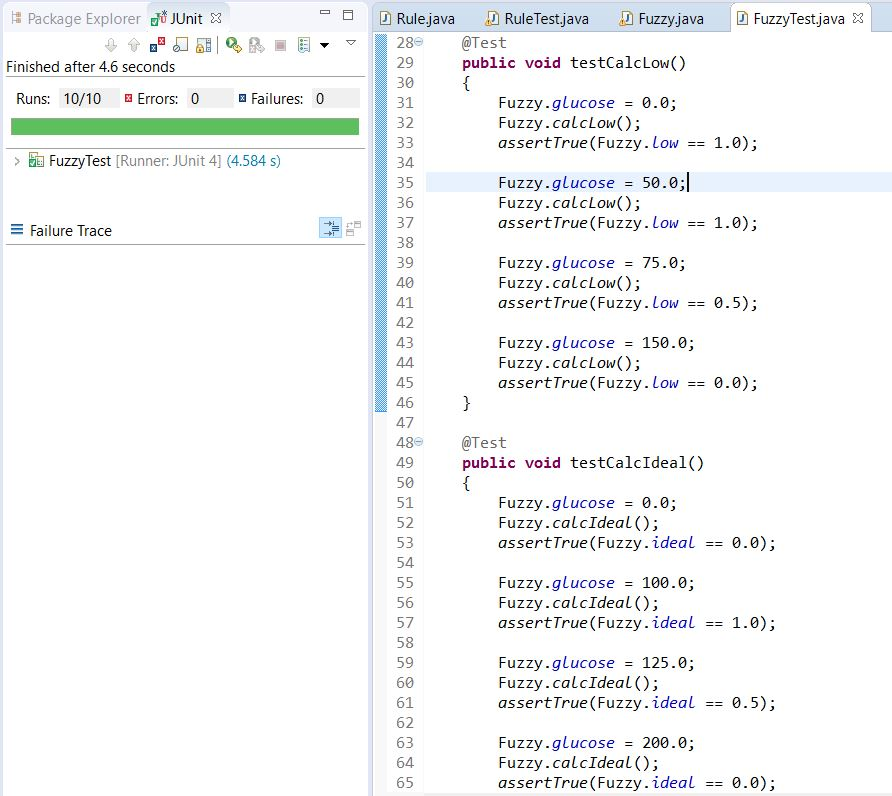 Package Explorer JUnit
Finished after 4.6 seconds
Runs: 10/10 Errors: 0 Failures: 0
FuzzyTest [Runner: JUnit 4] (4.584 s)
Failure Trace
Rule.java RuleTest.java Fuzzy.java FuzzyTest.java
28 @Test
29 public void testCalcLow()
30 {
31 Fuzzy.glucose = 0.0;
32 Fuzzy.calcLow();
33 assertTrue(Fuzzy.low == 1.0);
34
35 Fuzzy.glucose = 50.0;
36 Fuzzy.calcLow();
37 assertTrue(Fuzzy.low == 1.0);
38
39 Fuzzy.glucose = 75.0;
40 Fuzzy.calcLow();
41 assertTrue(Fuzzy.low == 0.5);
42
43 Fuzzy.glucose = 150.0;
44 Fuzzy.calcLow();
45 assertTrue(Fuzzy.low == 0.0);
46 }
47
48 @Test
49 public void testCalcIdeal()
50 {
51 Fuzzy.glucose = 0.0;
52 Fuzzy.calcIdeal();
53 assertTrue(Fuzzy.ideal == 0.0);
54
55 Fuzzy.glucose = 100.0;
56 Fuzzy.calcIdeal();
57 assertTrue(Fuzzy.ideal == 1.0);
58
59 Fuzzy.glucose = 125.0;
60 Fuzzy.calcIdeal();
61 assertTrue(Fuzzy.ideal == 0.5);
62
63 Fuzzy.glucose = 200.0;
64 Fuzzy.calcIdeal();
65 assertTrue(Fuzzy.ideal == 0.0);